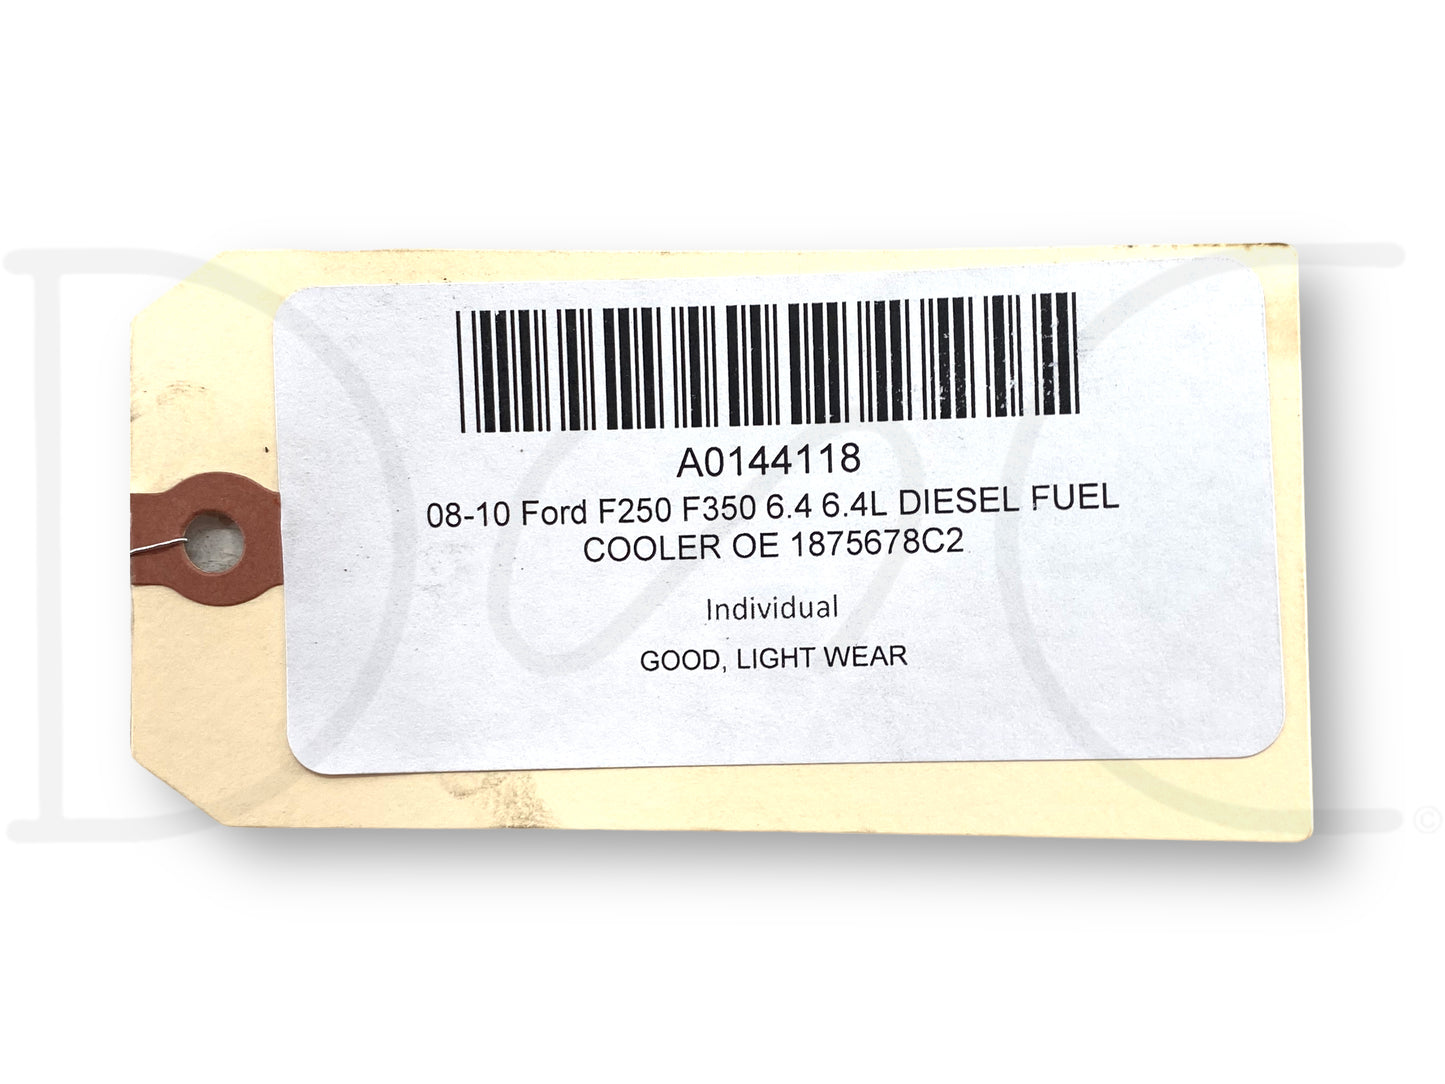 A0144118
08-10 Ford F250 F350 6.4 6.4L DIESEL FUEL
COOLER OE 1875678C2
Individual
GOOD, LIGHT WEAR
D C ©